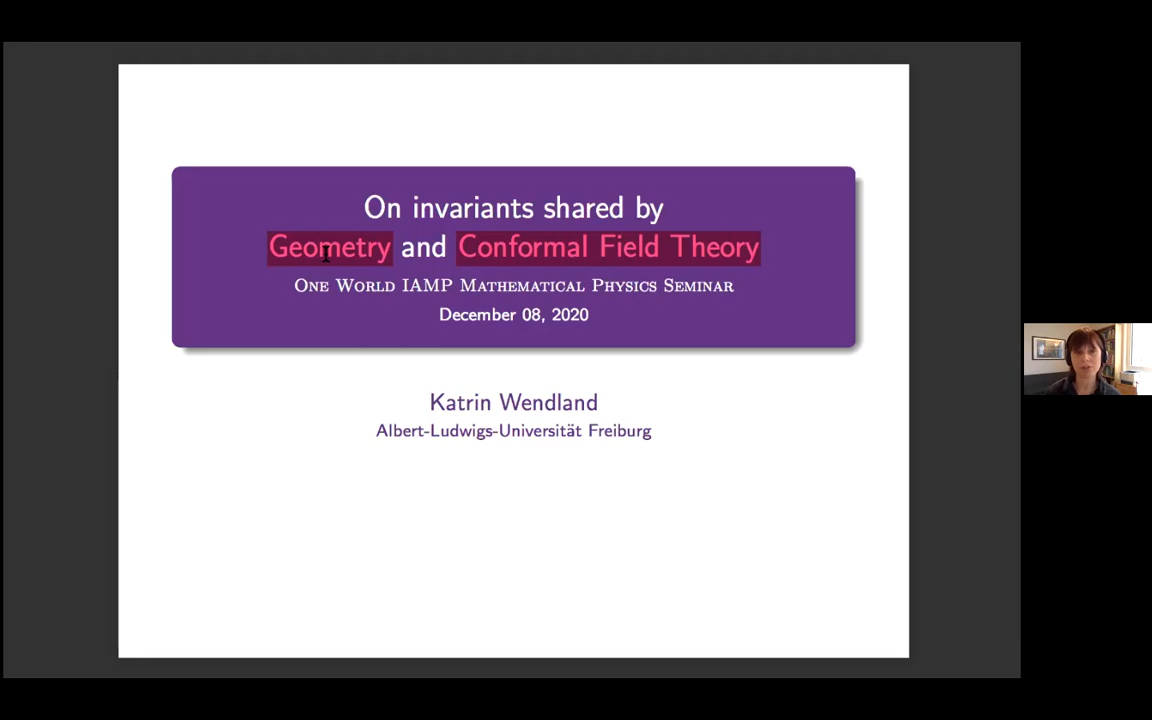 On invariants shared by
Geometry and Conformal Field Theory
One World IAMP Mathematical Physics Seminar
December 08, 2020
Katrin Wendland
Albert-Ludwigs-Universität Freiburg